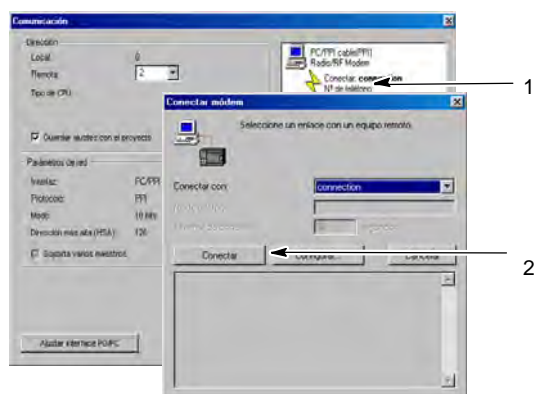 Comunicación
Dirección
Local: 0
Remota: 2
Tipo de CPU:
Guardar ajustes con el proyecto
Parámetros de red
Interfaz: PC/PPI
Protocolo: PPI
Modo: 10 bits
Dirección más alta (HSA): 126
Soporta varios maestros
Ajustar interface PG/PC
PC/PPI cable(PPI)
Radio/RF Modem
Conectar: connection
Nº de teléfono
1
Conectar módem
Seleccione un enlace con un equipo remoto.
Conectar con:
connection
segundos
Conectar
Configurar...
Cancelar
2